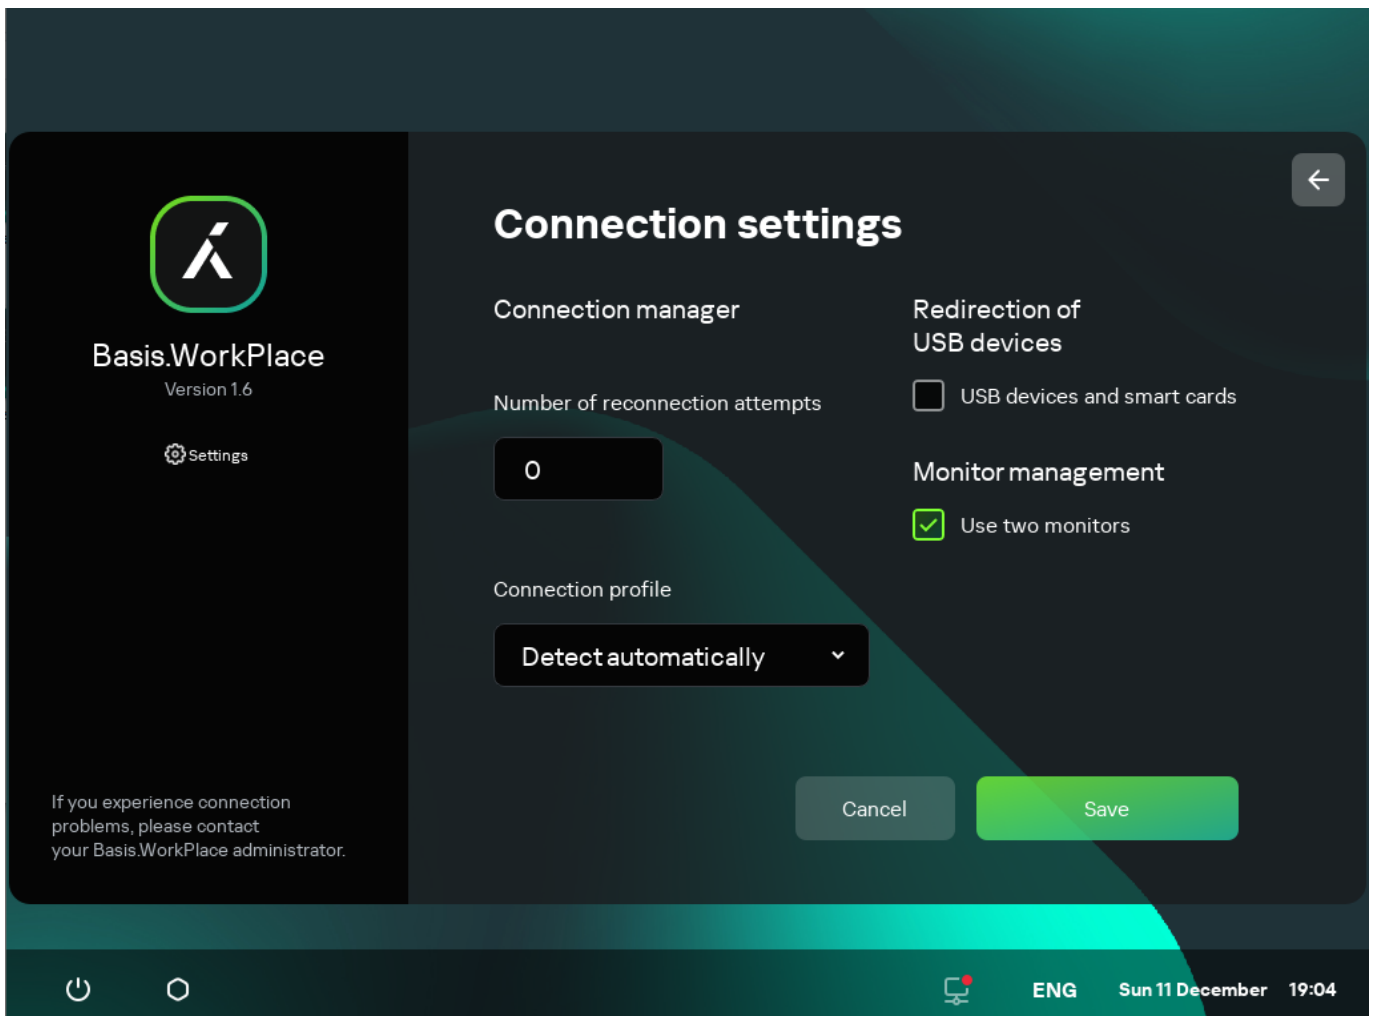 Basis.WorkPlace
Version 1.6
Settings
If you experience connection
problems, please contact
your Basis.WorkPlace administrator.
Connection settings
Connection manager
Number of reconnection attempts
0
Connection profile
Detect automatically
Redirection of
USB devices
USB devices and smart cards
Monitor management
Use two monitors
Cancel
Save
ENG
Sun 11 December
19:04